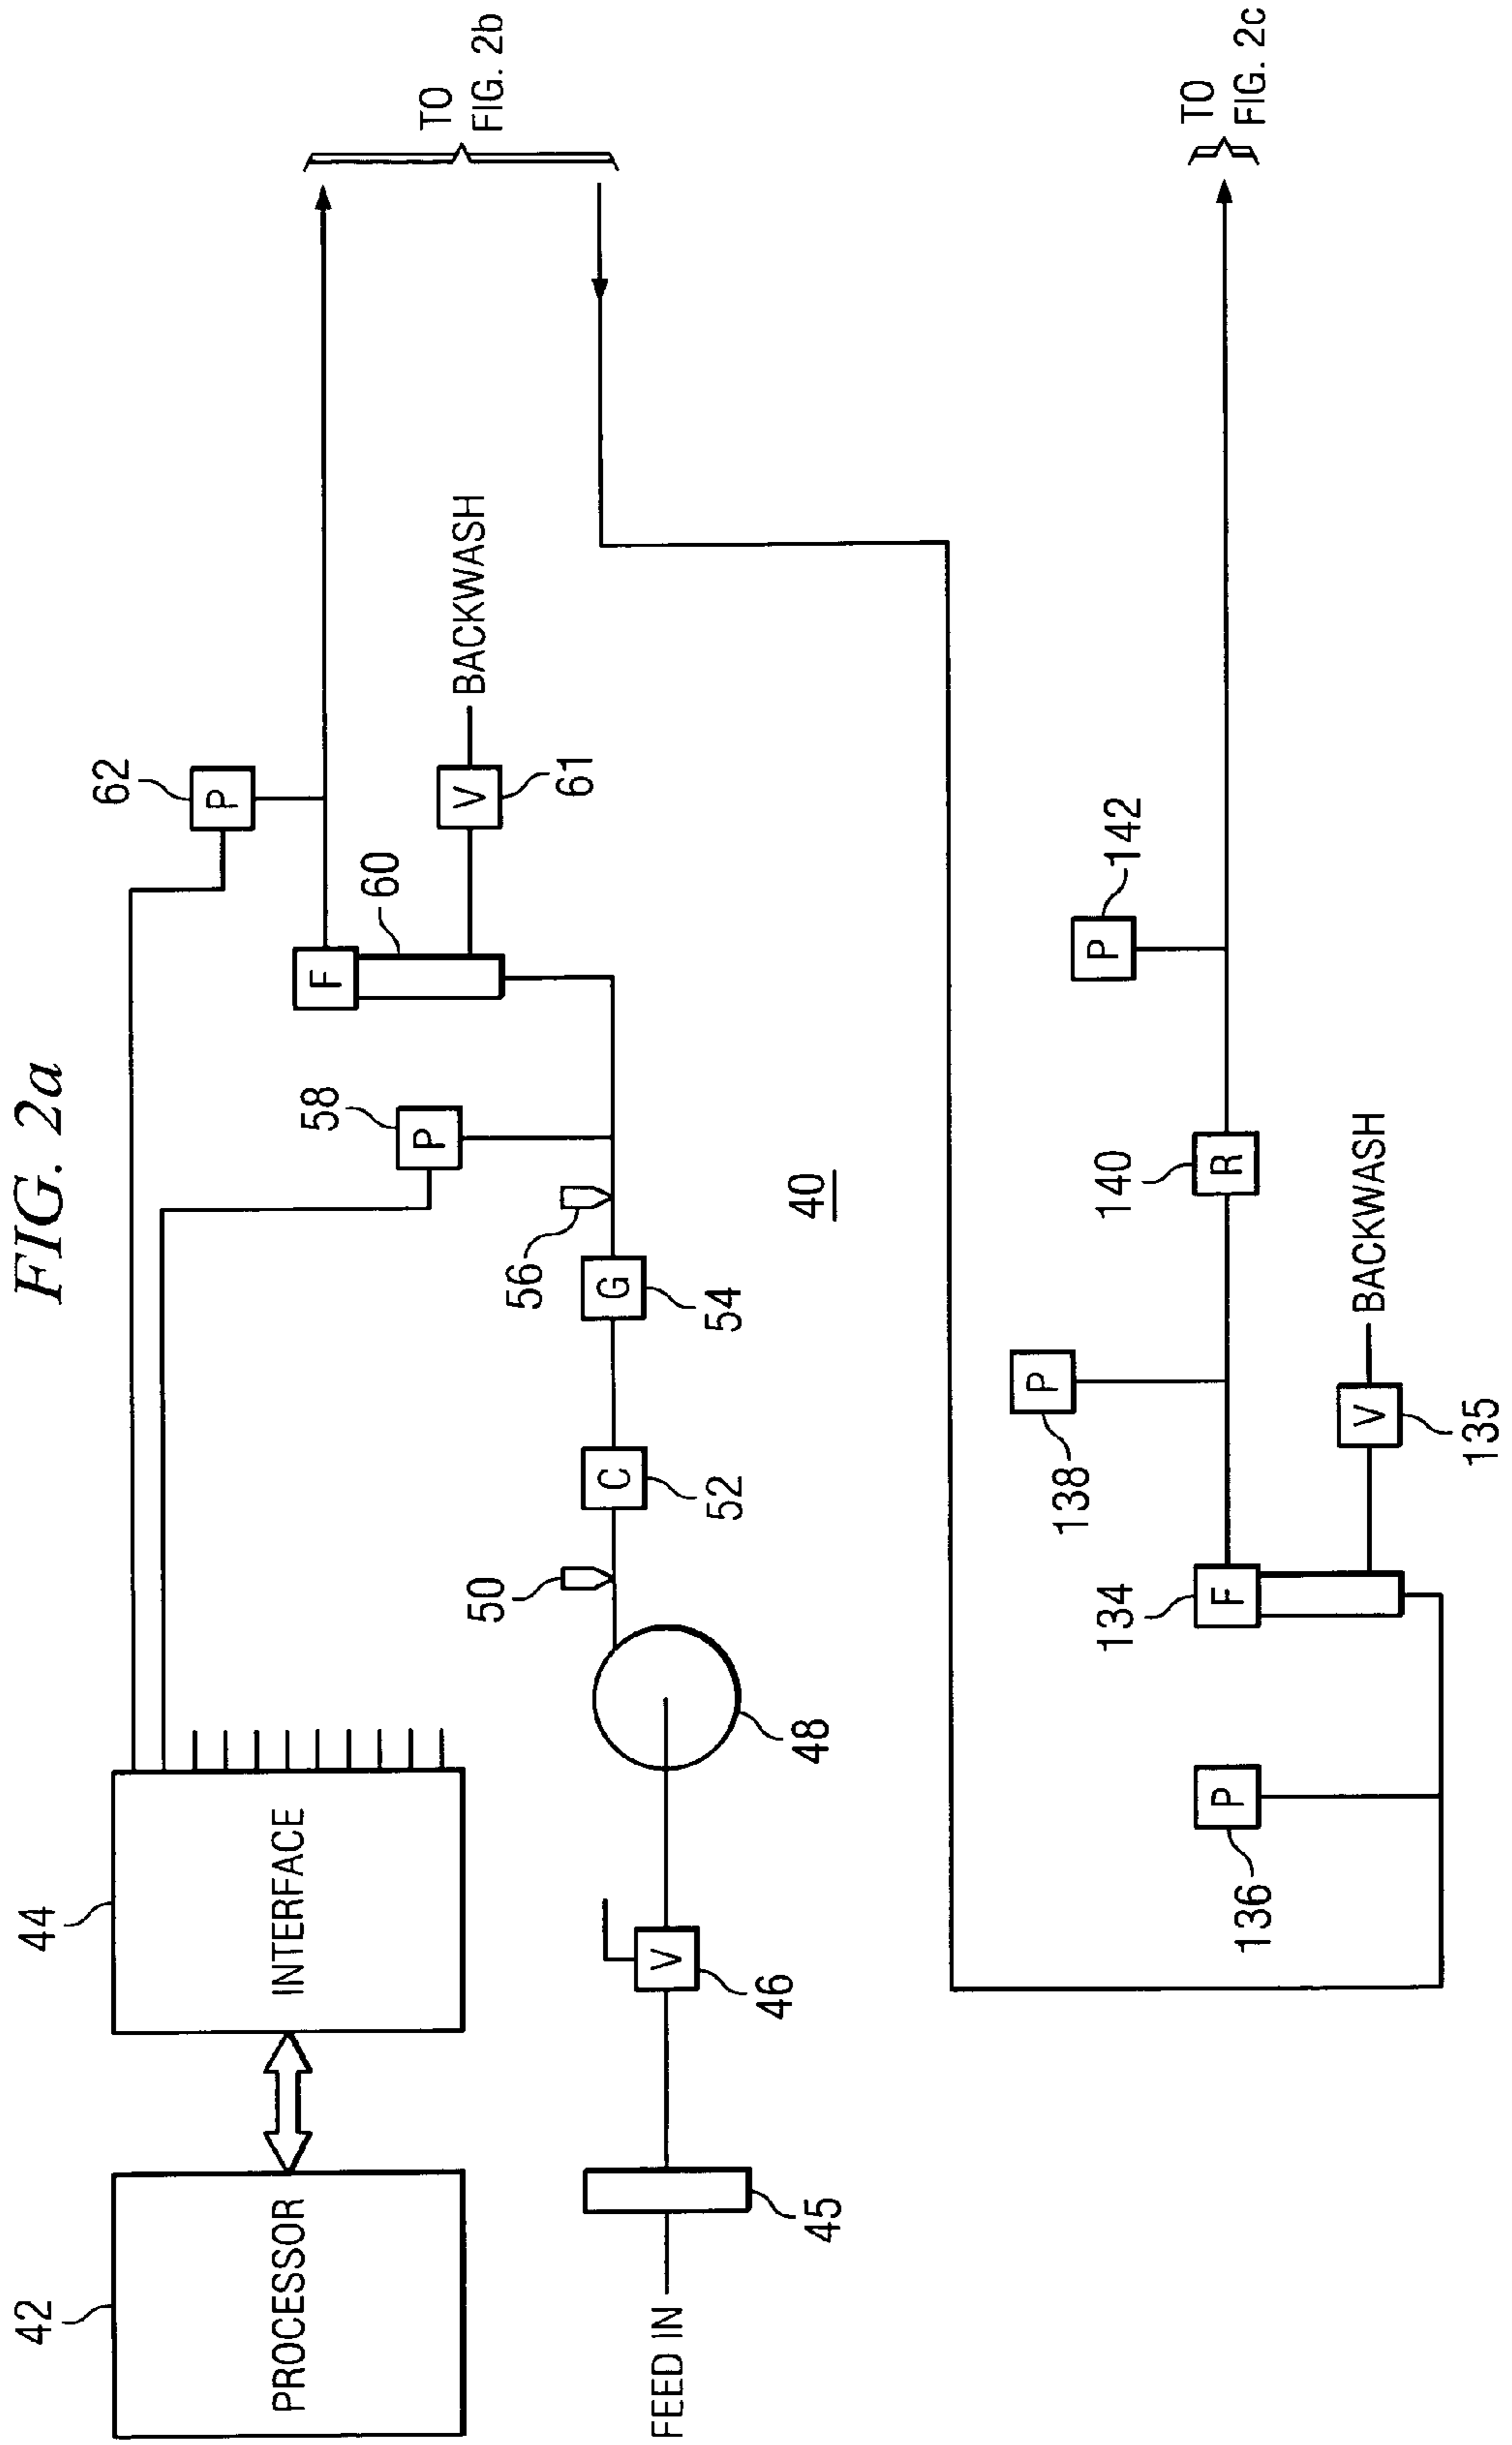 FIG. 2a
42
PROCESSOR
44
INTERFACE
62
P
TO
FIG. 2b
58
P
F
60
V
61
BACKWASH
FEED IN
45
V
46
48
50
C
52
G
54
56
40
136
P
134
F
V
135
BACKWASH
138
P
140
R
142
P
TO
FIG. 2c